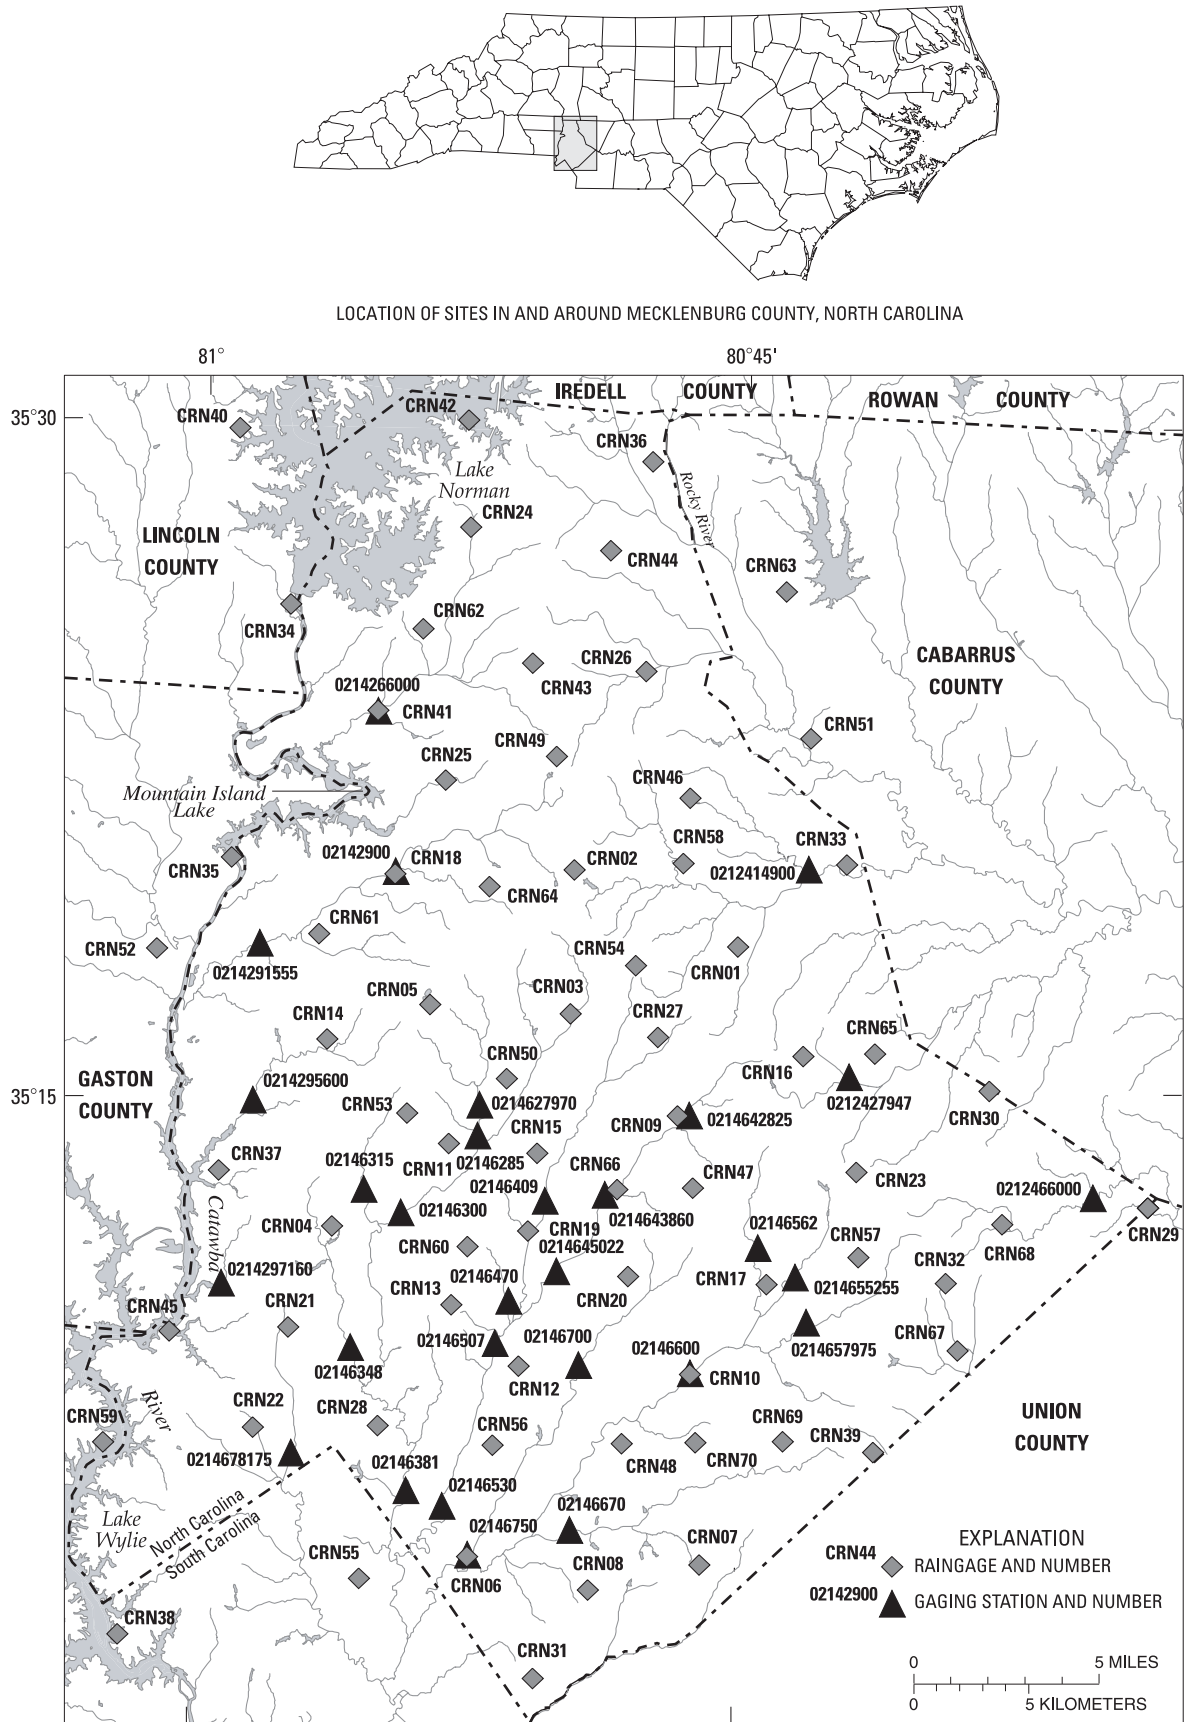 LOCATION OF SITES IN AND AROUND MECKLENBURG COUNTY, NORTH CAROLINA
81°
80°45'
35°30'
35°15'
IREDELL COUNTY
ROWAN COUNTY
CRN40
CRN42
CRN36
Lake
Norman
Rocky River
CRN24
LINCOLN
COUNTY
CRN44
CRN63
CRN34
CRN62
CRN26
CRN43
CABARRUS
COUNTY
0214266000
CRN41
CRN51
CRN49
CRN25
Mountain Island
Lake
CRN46
CRN58
CRN33
CRN35
02142900
CRN18
CRN02
0212414900
CRN64
CRN61
CRN52
CRN54
CRN01
0214291555
CRN05
CRN03
CRN14
CRN27
CRN65
CRN50
CRN16
GASTON
COUNTY
0214295600
CRN53
0214627970
0212427947
CRN30
CRN09
0214642825
CRN15
CRN11
02146285
CRN37
02146315
CRN66
CRN47
CRN23
02146409
0212466000
02146300
0214643860
CRN29
Catawba
CRN04
CRN19
02146562
CRN57
CRN68
CRN60
0214645022
CRN32
0214297160
02146470
CRN13
CRN20
CRN17
0214655255
CRN45
CRN21
02146507
02146700
02146600
0214657975
CRN67
02146348
CRN12
CRN10
River
CRN22
CRN28
CRN59
CRN56
CRN69
CRN39
UNION
COUNTY
0214678175
CRN48
CRN70
02146381
02146530
Lake
Wylie
North Carolina
South Carolina
02146750
02146670
CRN07
CRN55
CRN06
CRN08
CRN38
CRN31
EXPLANATION
CRN44
RAINGAGE AND NUMBER
02142900
GAGING STATION AND NUMBER
0 5 MILES
0 5 KILOMETERS